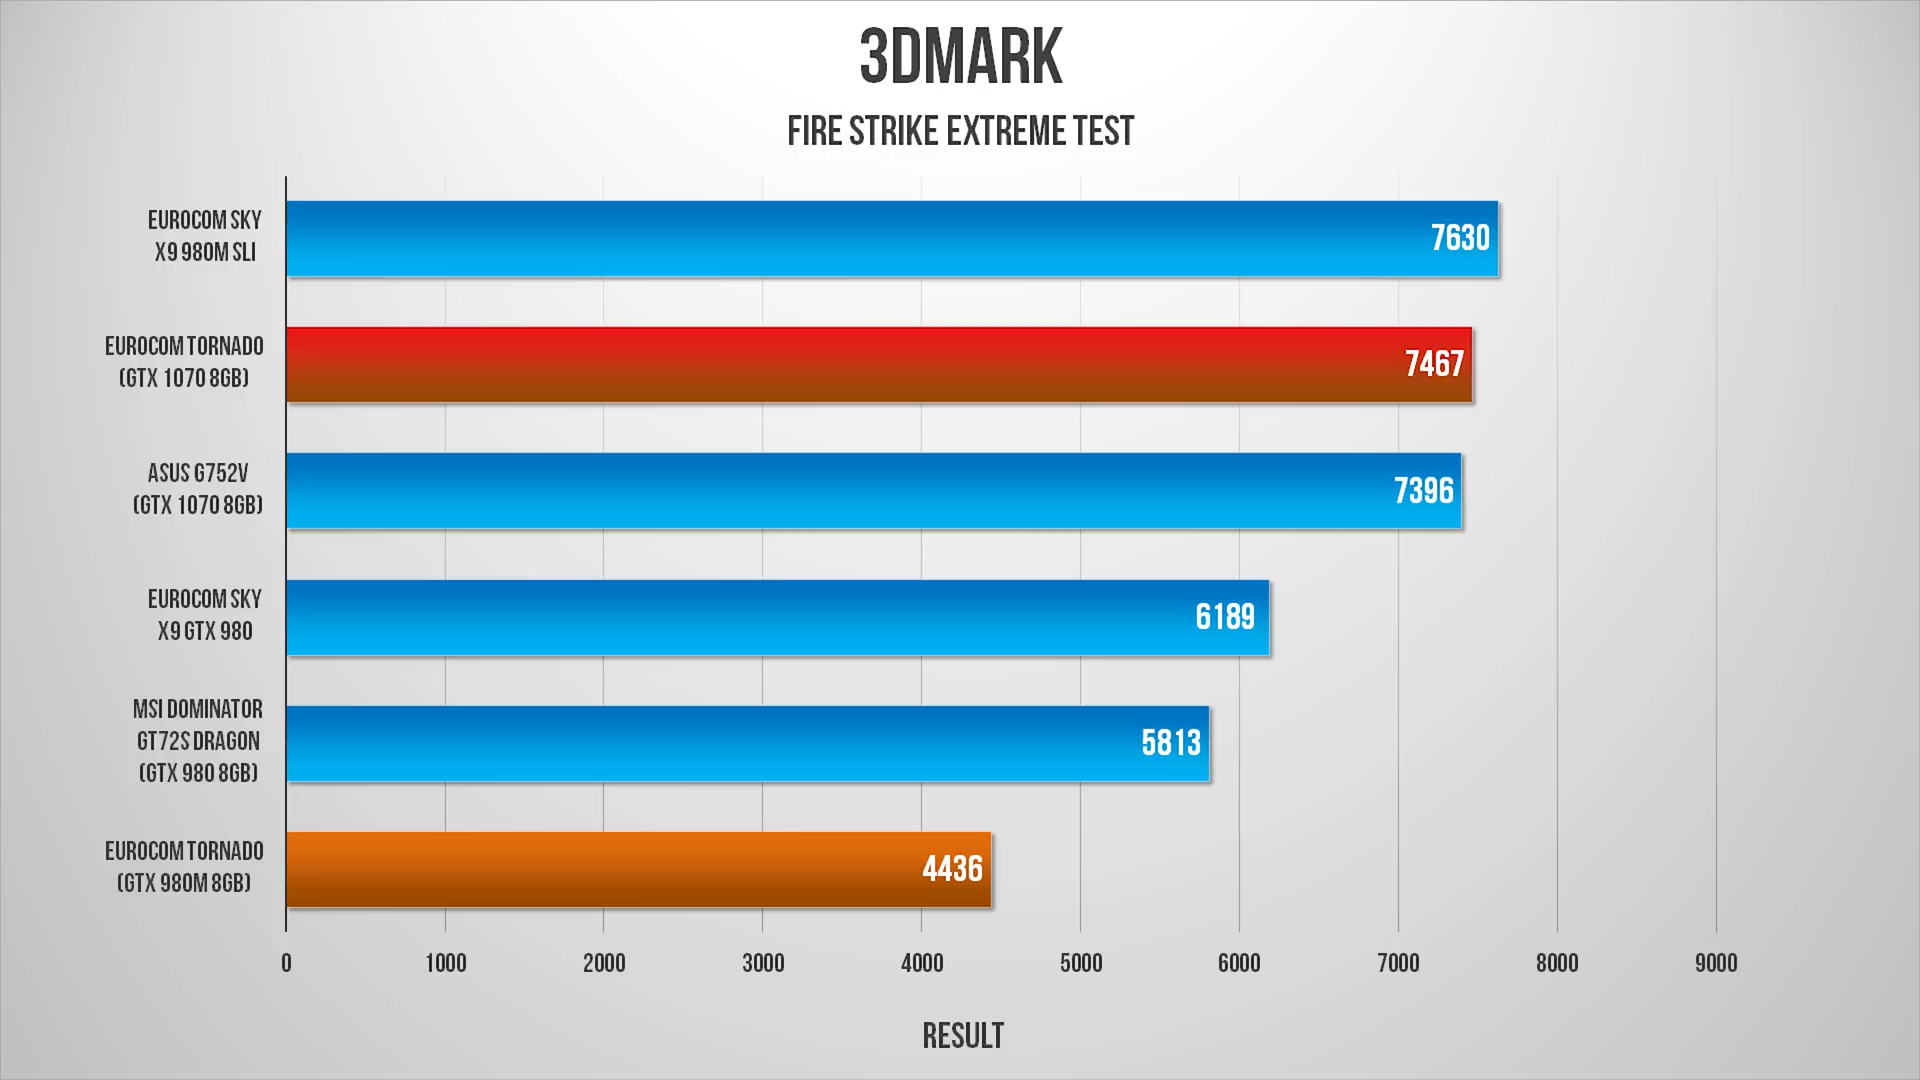 3DMARK
FIRE STRIKE EXTREME TEST
EUROCOM SKY
X9 980M SLI
7630
EUROCOM TORNADO
(GTX 1070 8GB)
7467
ASUS G752V
(GTX 1070 8GB)
7396
EUROCOM SKY
X9 GTX 980
6189
MSI DOMINATOR
GT72S DRAGON
(GTX 980 8GB)
5813
EUROCOM TORNADO
(GTX 980M 8GB)
4436
0 1000 2000 3000 4000 5000 6000 7000 8000 9000
RESULT